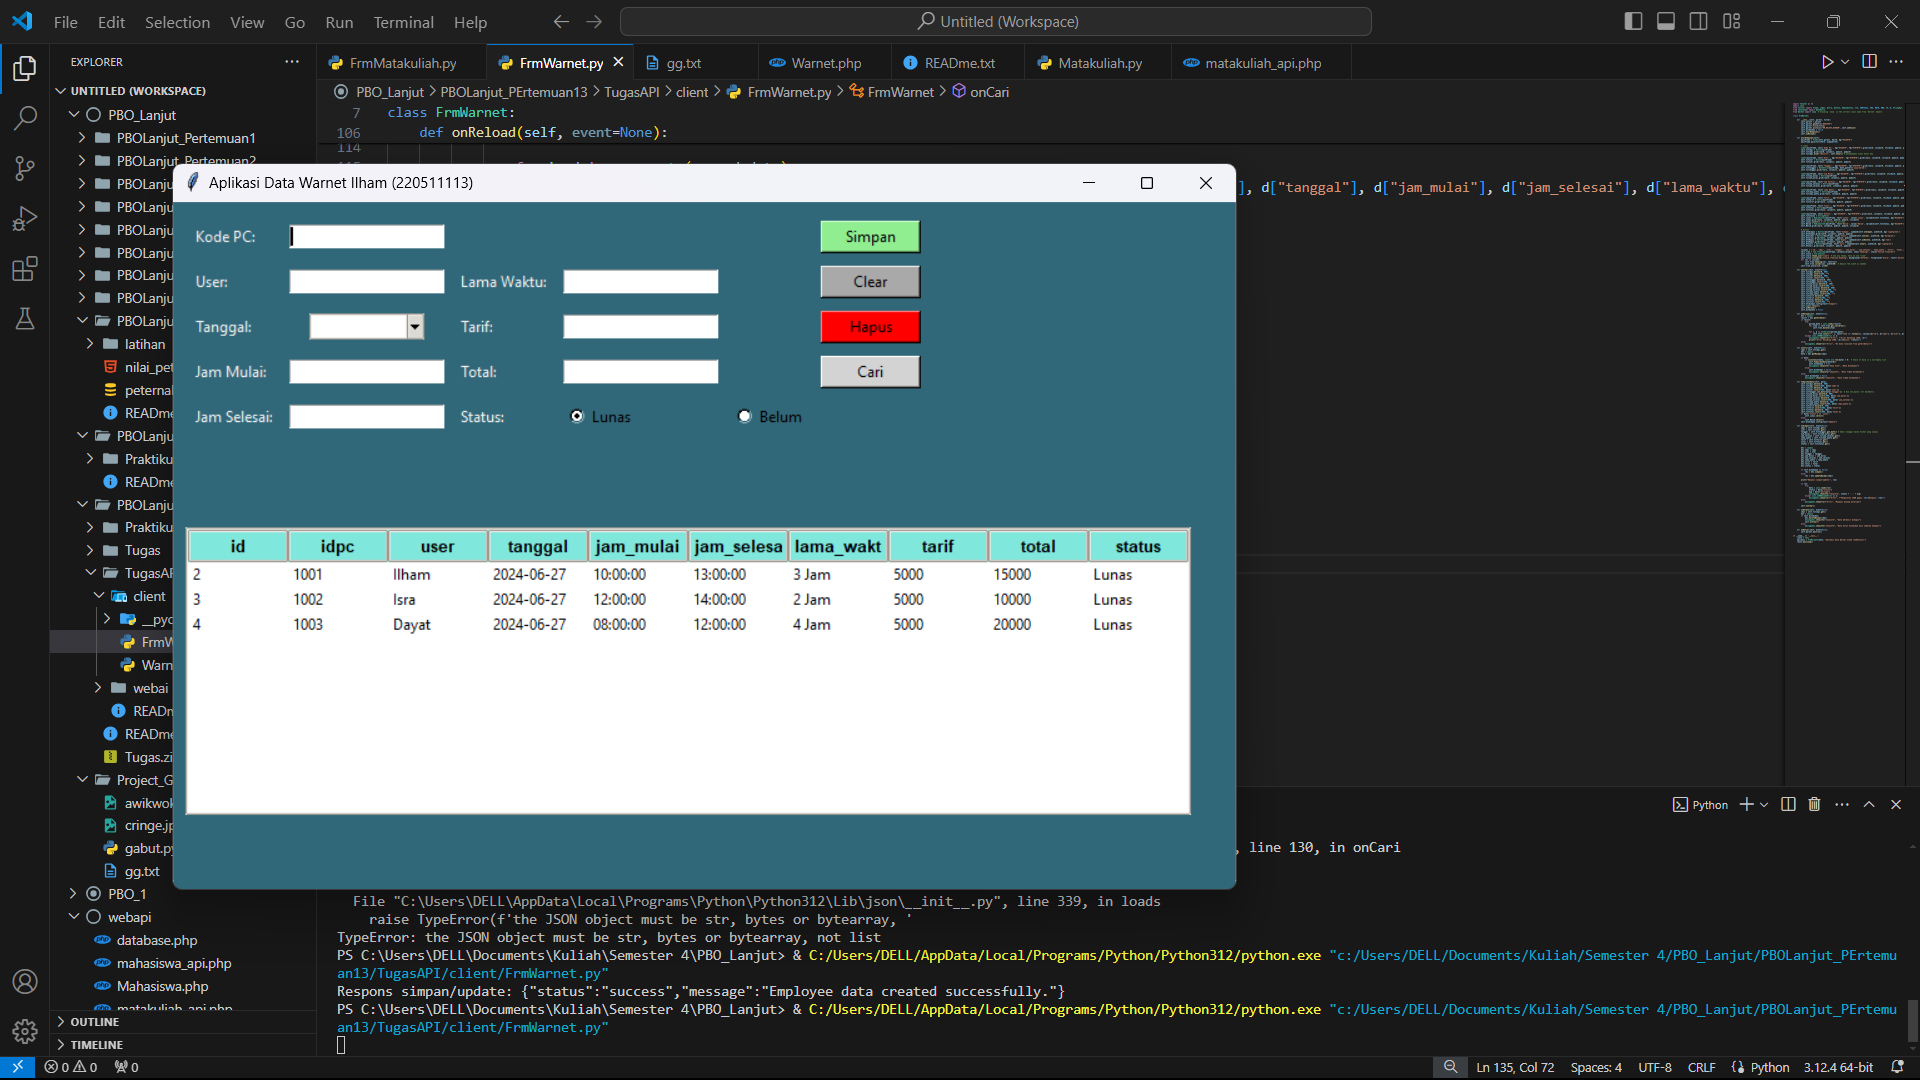 File Edit Selection View Go Run Terminal Help
Untitled (Workspace)
EXPLORER
FrmMatakuliah.py
FrmWarnet.py
gg.txt
Warnet.php
READme.txt
Matakuliah.py
matakuliah_api.php
UNTITLED (WORKSPACE)
PBO_Lanjut > PBOLanjut_PErtemuan13 > TugasAPI > client > FrmWarnet.py > FrmWarnet > onCari
PBO_Lanjut
PBOLanjut_Pertemuan1
PBOLanjut_Pertemuan2
PBOLanju
PBOLanju
PBOLanju
PBOLanju
PBOLanju
PBOLanju
PBOLanju
latihan
nilai_pet
peternal
READme
PBOLanju
Praktiku
READme
PBOLanju
Praktiku
Tugas
TugasAP
client
__pyc
FrmW
Warn
webai
READn
READme
Tugas.zi
Project_G
awikwok
cringe.jp
gabut.py
gg.txt
PBO_1
webapi
database.php
mahasiswa_api.php
Mahasiswa.php
matakuliah_api.php
OUTLINE
TIMELINE
7 class FrmWarnet:
106 def onReload(self, event=None):
114
], d["tanggal"], d["jam_mulai"], d["jam_selesai"], d["lama_waktu"],
Aplikasi Data Warnet Ilham (220511113)
Kode PC:
Simpan
User:
Lama Waktu:
Clear
Tanggal:
Tarif:
Hapus
Jam Mulai:
Total:
Cari
Jam Selesai:
Status:
Lunas
Belum
id idpc user tanggal jam_mulai jam_selesa lama_wakt tarif total status
2 1001 Ilham 2024-06-27 10:00:00 13:00:00 3 Jam 5000 15000 Lunas
3 1002 Isra 2024-06-27 12:00:00 14:00:00 2 Jam 5000 10000 Lunas
4 1003 Dayat 2024-06-27 08:00:00 12:00:00 4 Jam 5000 20000 Lunas
Python
, line 130, in onCari
File "C:\Users\DELL\AppData\Local\Programs\Python\Python312\Lib\json\__init__.py", line 339, in loads
raise TypeError(f'the JSON object must be str, bytes or bytearray, '
TypeError: the JSON object must be str, bytes or bytearray, not list
PS C:\Users\DELL\Documents\Kuliah\Semester 4\PBO_Lanjut> & C:/Users/DELL/AppData/Local/Programs/Python/Python312/python.exe "c:/Users/DELL/Documents/Kuliah/Semester 4/PBO_Lanjut/PBOLanjut_PErtemu
an13/TugasAPI/client/FrmWarnet.py"
Respons simpan/update: {"status":"success","message":"Employee data created successfully."}
PS C:\Users\DELL\Documents\Kuliah\Semester 4\PBO_Lanjut> & C:/Users/DELL/AppData/Local/Programs/Python/Python312/python.exe "c:/Users/DELL/Documents/Kuliah/Semester 4/PBO_Lanjut/PBOLanjut_PErtemu
an13/TugasAPI/client/FrmWarnet.py"
0 0 0
Ln 135, Col 72
Spaces: 4
UTF-8
CRLF
Python
3.12.4 64-bit